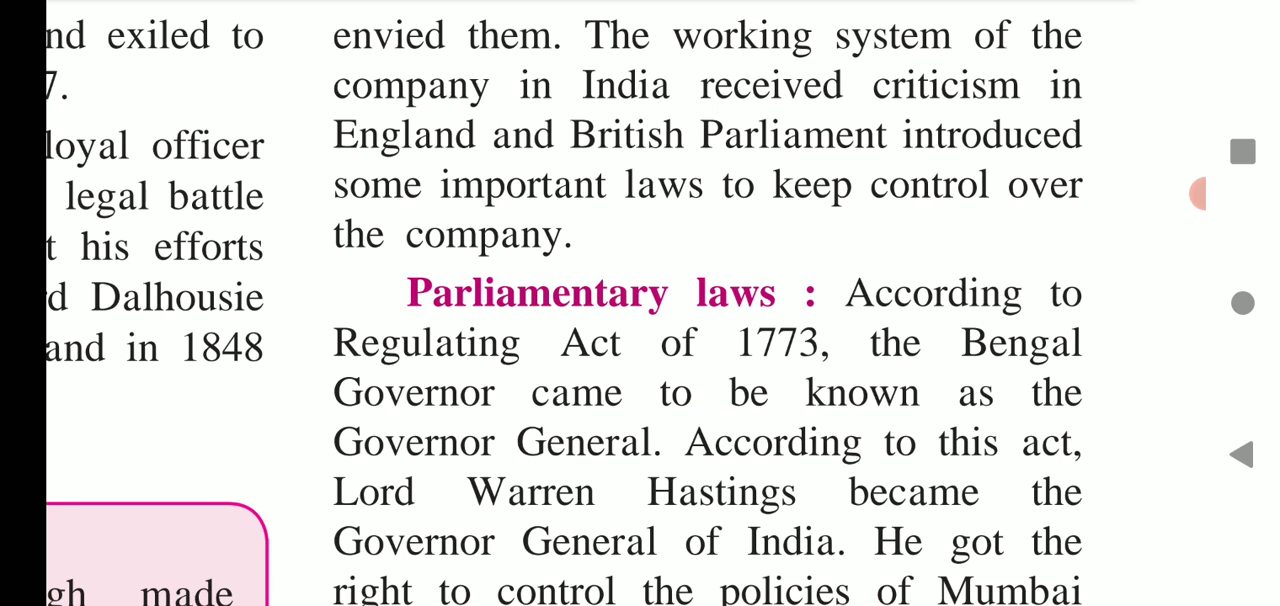 nd exiled to
7.
loyal officer
legal battle
t his efforts
d Dalhousie
and in 1848
gh made
envied them. The working system of the
company in India received criticism in
England and British Parliament introduced
some important laws to keep control over
the company.
Parliamentary laws : According to
Regulating Act of 1773, the Bengal
Governor came to be known as the
Governor General. According to this act,
Lord Warren Hastings became the
Governor General of India. He got the
right to control the policies of Mumbai